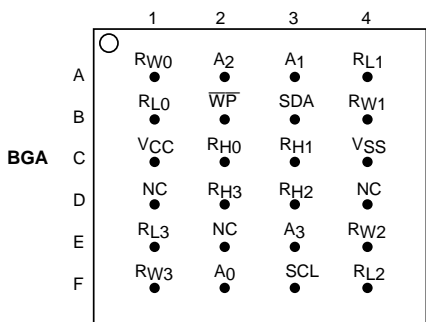 1 2 3 4
A RW0 A2 A1 RL1
B RL0 W̅P̅ SDA RW1
BGA C VCC RH0 RH1 VSS
D NC RH3 RH2 NC
E RL3 NC A3 RW2
F RW3 A0 SCL RL2